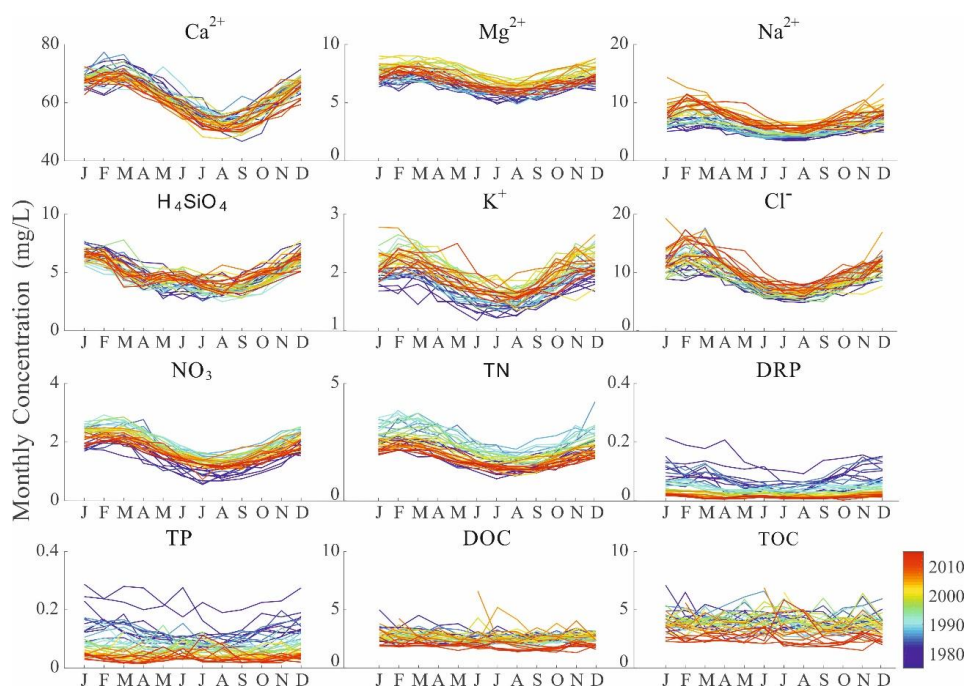 Ca²⁺ Mg²⁺ Na²⁺
80 10 20
60 5 10
40 0 0
J F M A M J J A S O N D J F M A M J J A S O N D J F M A M J J A S O N D
H₄SiO₄ K⁺ Cl⁻
10 3 20
5 2 10
0 1 0
J F M A M J J A S O N D J F M A M J J A S O N D J F M A M J J A S O N D
Monthly Concentration (mg/L)
NO₃ TN DRP
4 5 0.4
2 0.2
0 0 0
J F M A M J J A S O N D J F M A M J J A S O N D J F M A M J J A S O N D
TP DOC TOC
0.4 10 10
0.2 5 5
0 0 0
J F M A M J J A S O N D J F M A M J J A S O N D J F M A M J J A S O N D
2010
2000
1990
1980